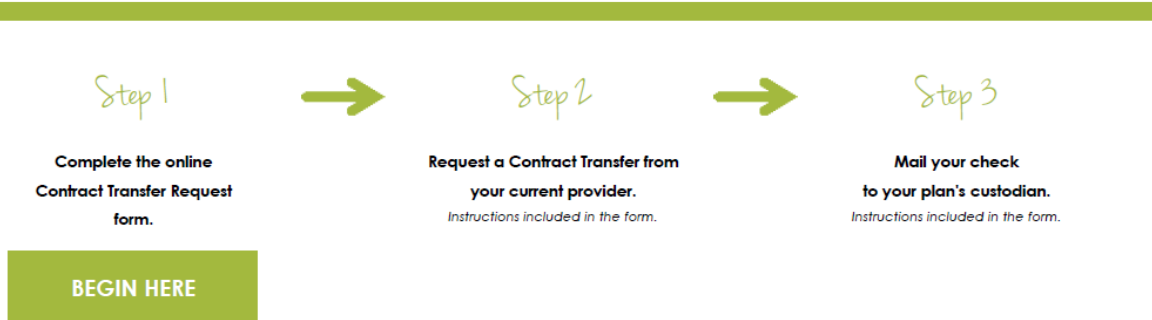 Step 1
Complete the online
Contract Transfer Request
form.
BEGIN HERE
Step 2
Request a Contract Transfer from
your current provider.
Instructions included in the form.
Step 3
Mail your check
to your plan's custodian.
Instructions included in the form.